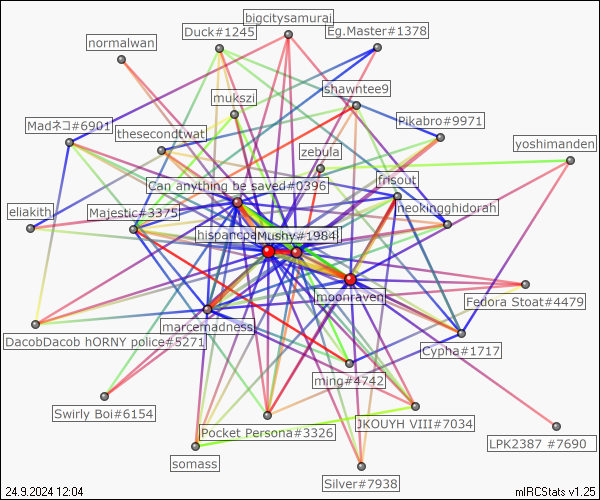 bigcitysamurai
Duck#1245
Eg.Master#1378
normalwan
shawntee9
mukszi
Pikabro#9971
Madネコ#6901
thesecondtwat
yoshimanden
zebula
Can anything be saved#0396
frisout
eliakith
Majestic#3375
neokingghidorah
Mushy#1984
moonraven
Fedora Stoat#4479
marcemadness
DacobDacob hORNY police#5271
Cypha#1717
ming#4742
Swirly Boi#6154
Pocket Persona#3326
JKOUYH VIII#7034
LPK2387 #7690
somass
Silver#7938
24.9.2024 12:04
mIRCStats v1.25